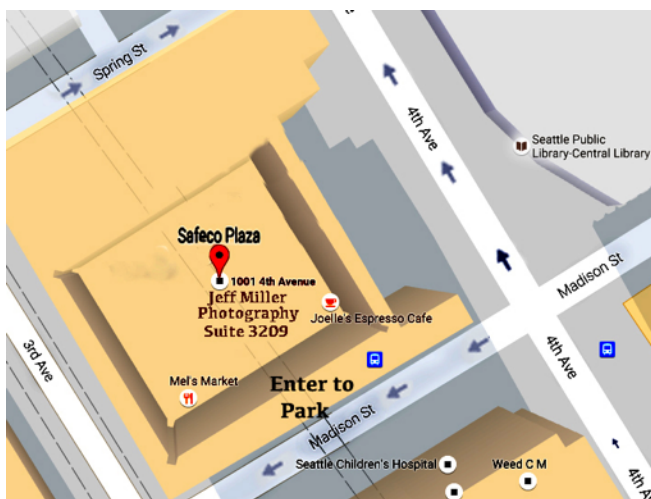 Spring St
4th Ave
Seattle Public
Library-Central Library
Safeco Plaza
1001 4th Avenue
Jeff Miller
Photography
Suite 3209
Joelle's Espresso Cafe
Madison St
3rd Ave
Mel's Market
Enter to
Park
Madison St
4th Ave
Seattle Children's Hospital
Weed C M
4th A